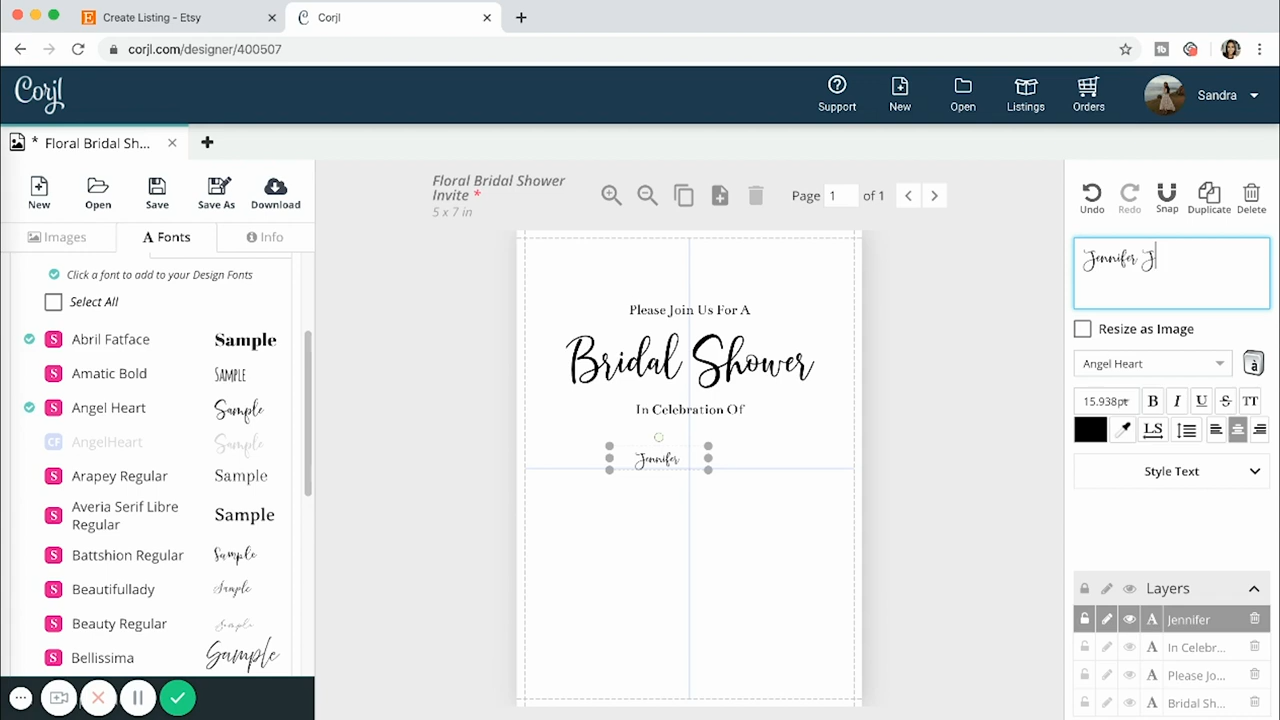 Create Listing - Etsy
Corjl
corjl.com/designer/400507
Corjl
Support
New
Open
Listings
Orders
Sandra
* Floral Bridal Sh...
New
Open
Save
Save As
Download
Images
Fonts
Info
Click a font to add to your Design Fonts
Select All
S Abril Fatface Sample
S Amatic Bold SAMPLE
S Angel Heart Sample
CF AngelHeart Sample
S Arapey Regular Sample
S Averia Serif Libre
Regular Sample
S Battshion Regular Sample
S Beautifullady Sample
S Beauty Regular Sample
S Bellissima Sample
Floral Bridal Shower
Invite *
5 x 7 in
Page 1 of 1
Please Join Us For A
Bridal Shower
In Celebration Of
Jennifer
Undo
Redo
Snap
Duplicate
Delete
Jennifer J
Resize as Image
Angel Heart
15.938pt
B I U S TT
LS
Style Text
Layers
A Jennifer
A In Celebr...
A Please Jo...
A Bridal Sh...